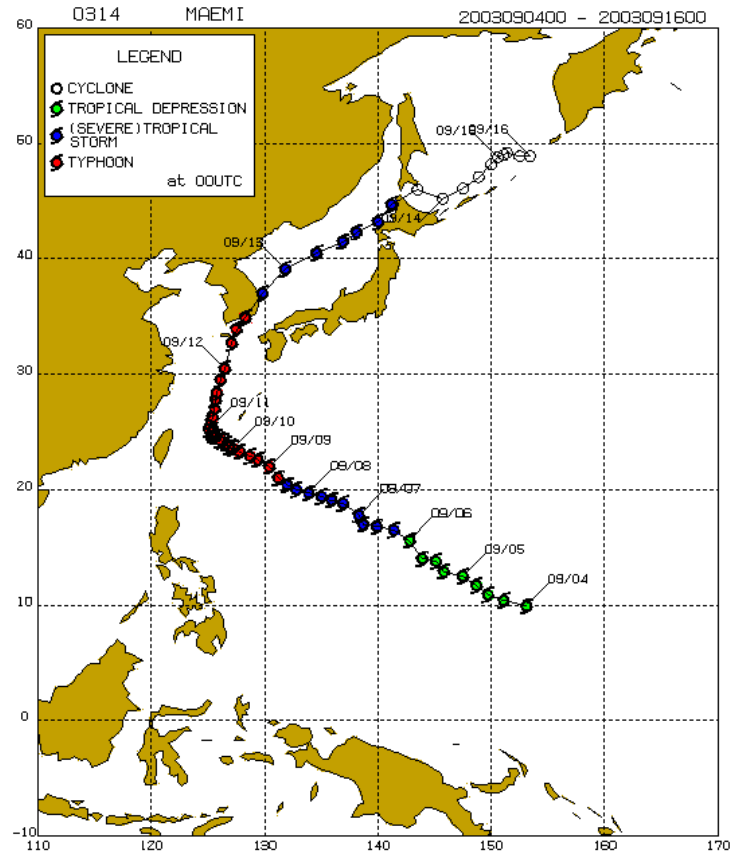 0314 MAEMI 2003090400 - 2003091600
60
LEGEND
CYCLONE
TROPICAL DEPRESSION
(SEVERE)TROPICAL
STORM
TYPHOON
at 00UTC
50
09/15 09/16
09/14
40
09/13
09/12
30
09/11
09/10
09/09
09/08
20
09/07
09/06
09/05
09/04
10
0
-10
110 120 130 140 150 160 170